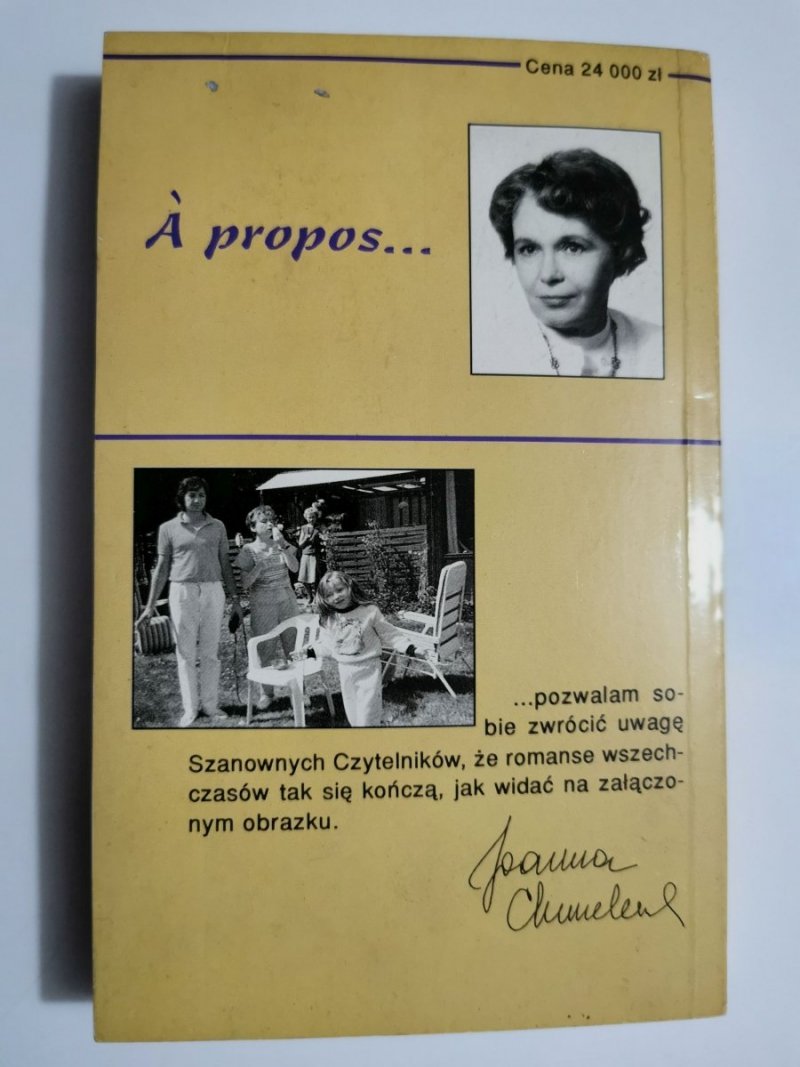 Cena 24 000 zł
À propos...
...pozwalam so-
bie zwrócić uwagę
Szanownych Czytelników, że romanse wszech-
czasów tak się kończą, jak widać na załączo-
nym obrazku.
Joanna